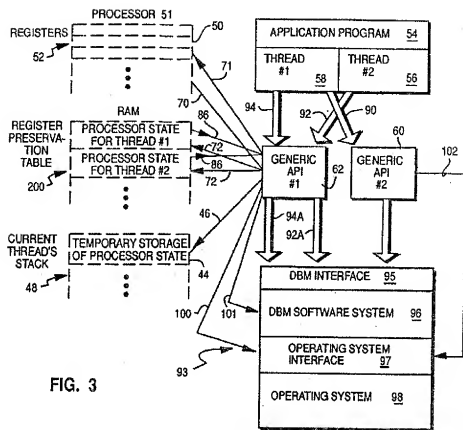 PROCESSOR 51
REGISTERS
50
52
71
70
RAM
86
REGISTER
PRESERVA-
TION
TABLE
200
PROCESSOR STATE
FOR THREAD #1
72
86
PROCESSOR STATE
FOR THREAD #2
72
46
CURRENT
THREAD'S
STACK
48
TEMPORARY STORAGE
OF PROCESSOR STATE
44
100
101
93
FIG. 3
APPLICATION PROGRAM 54
THREAD
#1
58
THREAD
#2
56
94
92
90
60
102
GENERIC
API
#1
62
GENERIC
API
#2
94A
92A
DBM INTERFACE 95
DBM SOFTWARE SYSTEM 96
OPERATING SYSTEM
INTERFACE 97
OPERATING SYSTEM 98